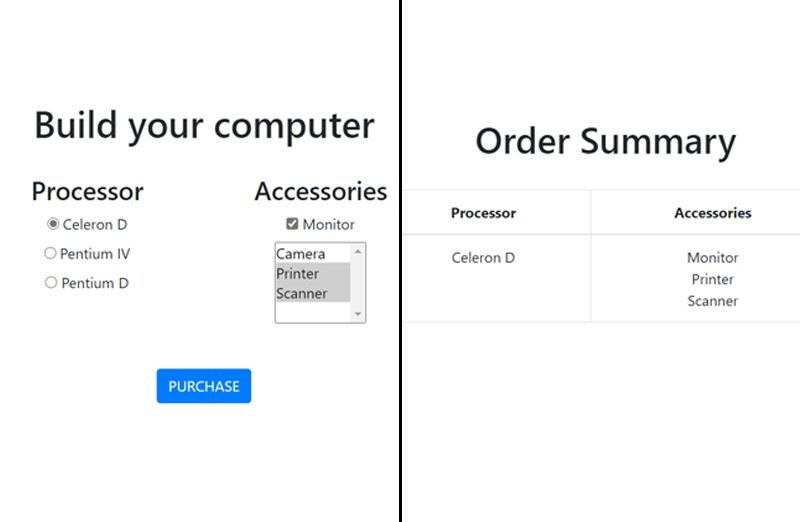 Build your computer
Processor
Celeron D
Pentium IV
Pentium D
Accessories
Monitor
Camera
Printer
Scanner
PURCHASE
Order Summary
Processor Accessories
Celeron D Monitor
Printer
Scanner